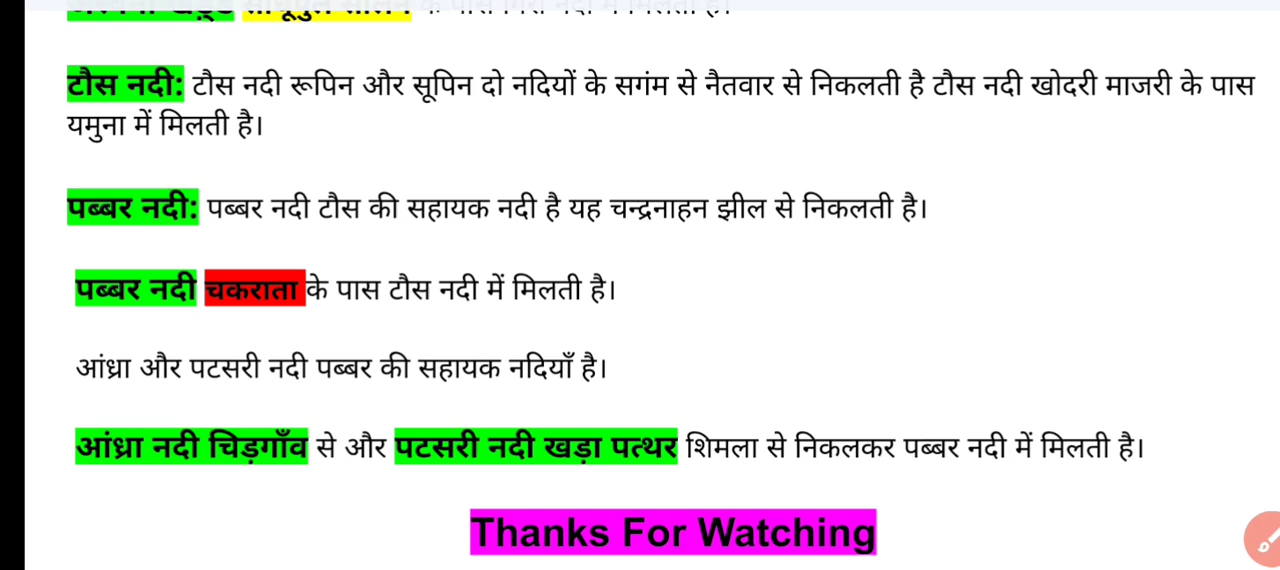 के पास गिरी नदी में मिलती है।
टौस नदी: टौस नदी रूपिन और सूपिन दो नदियों के सगंम से नैतवार से निकलती है टौस नदी खोदरी माजरी के पास
यमुना में मिलती है।
पब्बर नदी: पब्बर नदी टौस की सहायक नदी है यह चन्द्रनाहन झील से निकलती है।
पब्बर नदी चकराता के पास टौस नदी में मिलती है।
आंध्रा और पटसरी नदी पब्बर की सहायक नदियाँ है।
आंध्रा नदी चिड़गाँव से और पटसरी नदी खड़ा पत्थर शिमला से निकलकर पब्बर नदी में मिलती है।
Thanks For Watching